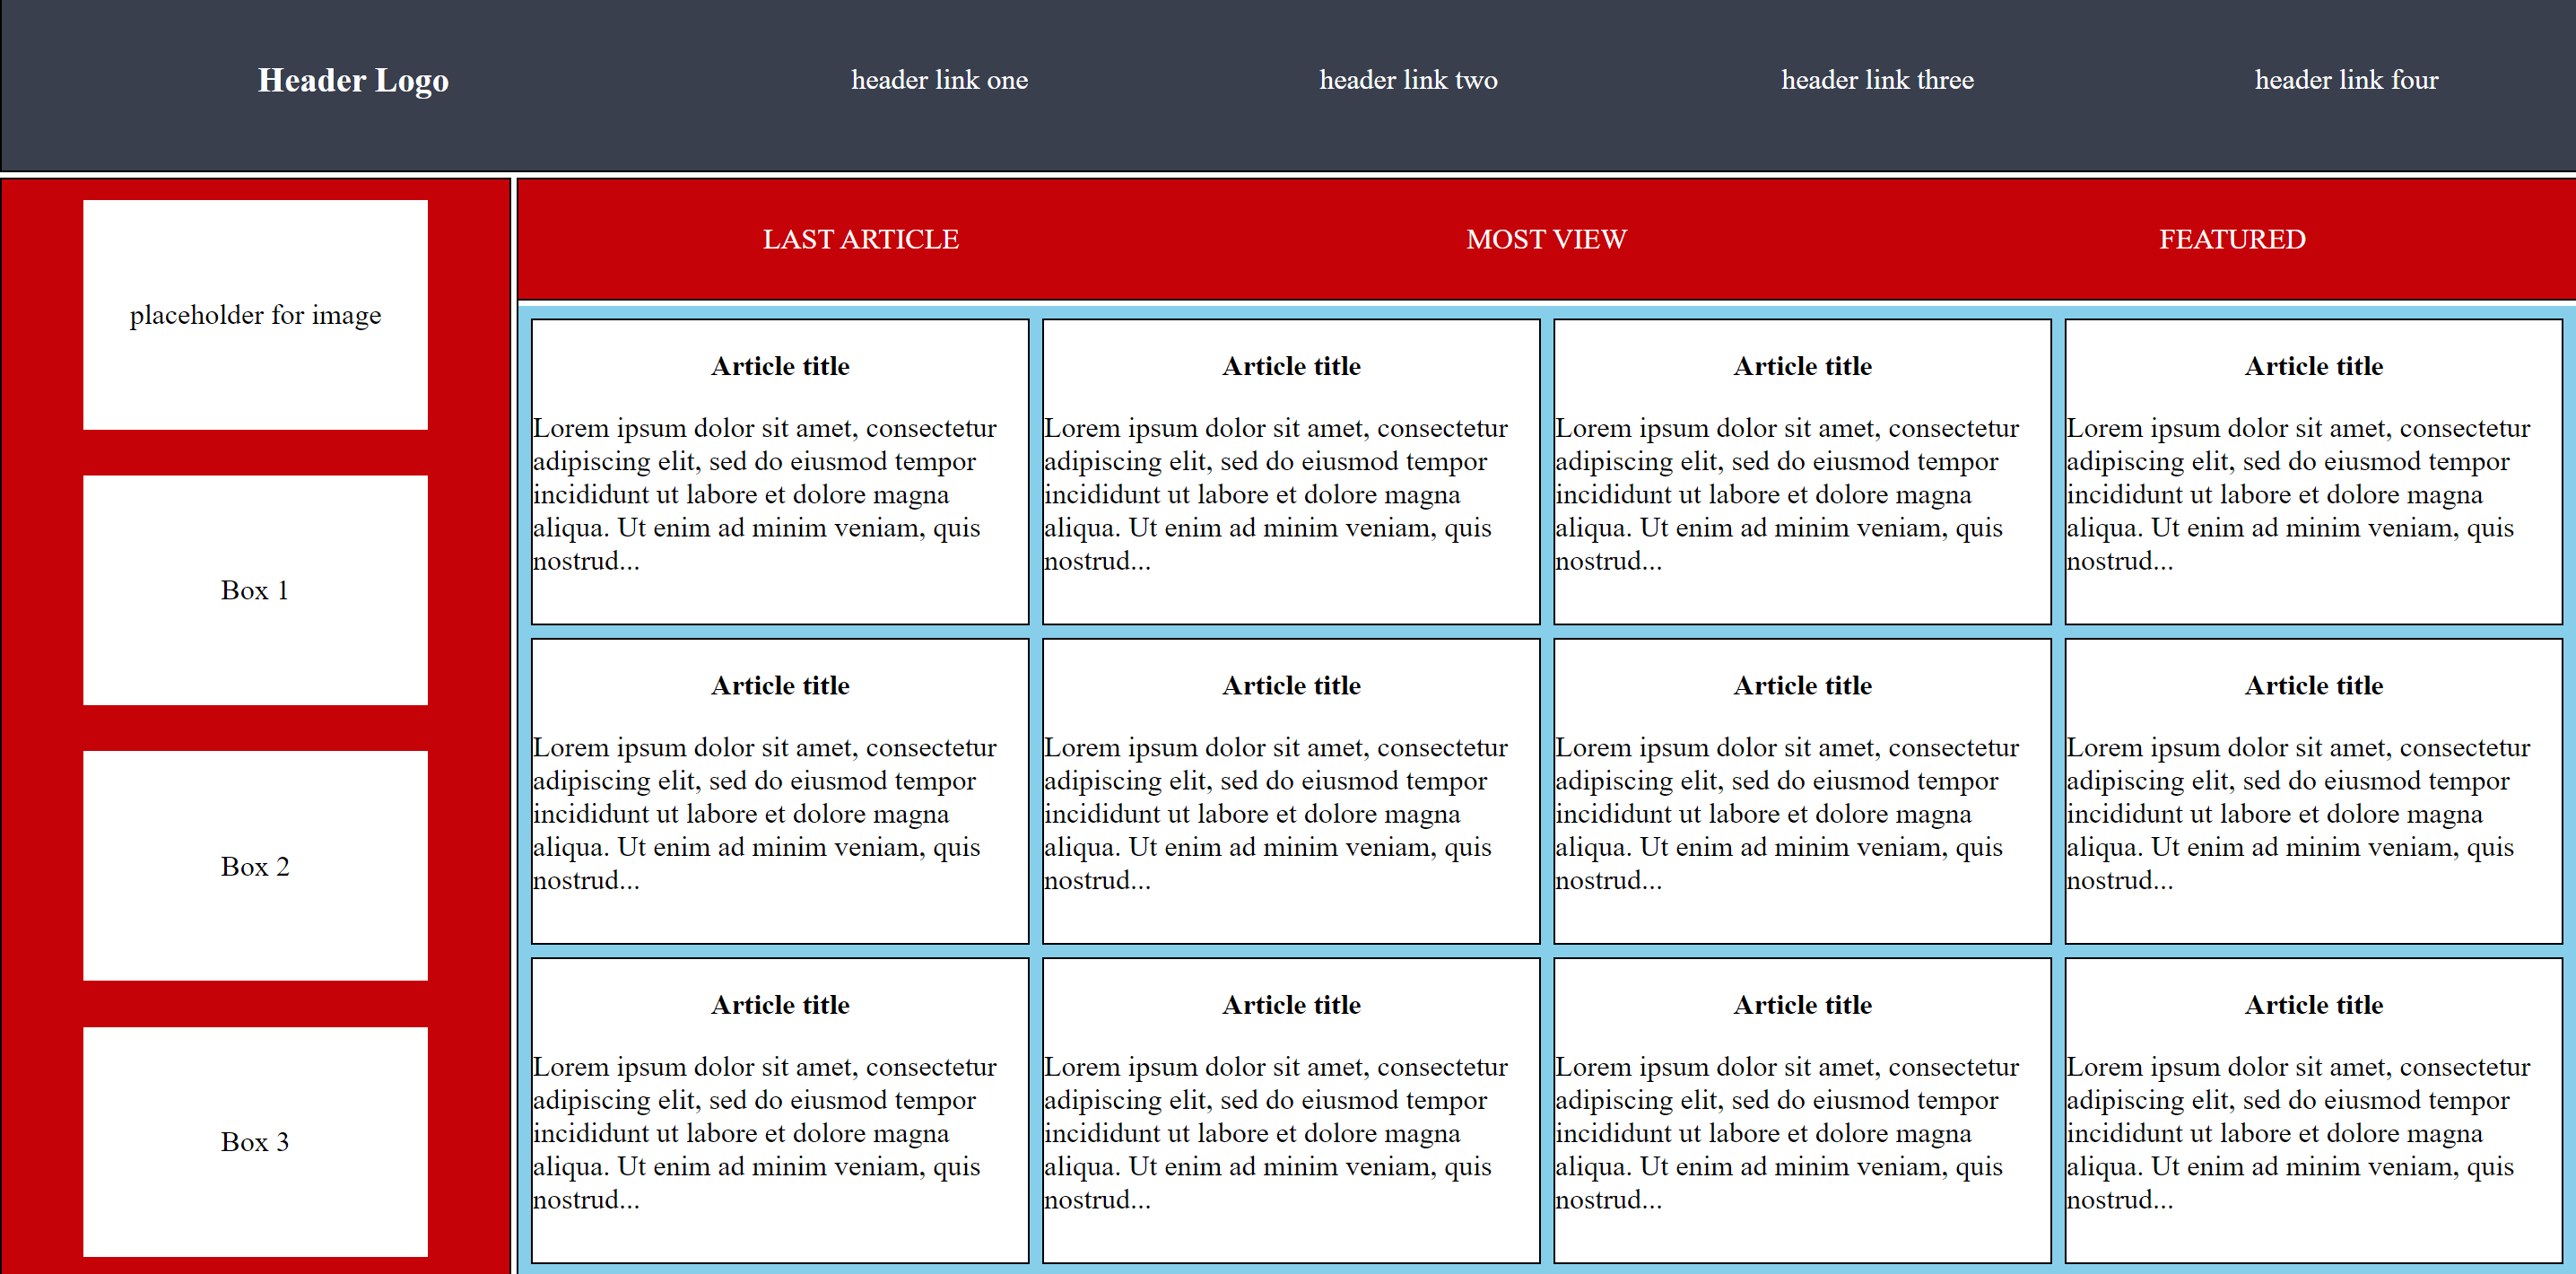 Header Logo
header link one
header link two
header link three
header link four
placeholder for image
Box 1
Box 2
Box 3
LAST ARTICLE
MOST VIEW
FEATURED
Article title
Lorem ipsum dolor sit amet, consectetur
adipiscing elit, sed do eiusmod tempor
incididunt ut labore et dolore magna
aliqua. Ut enim ad minim veniam, quis
nostrud...
Article title
Lorem ipsum dolor sit amet, consectetur
adipiscing elit, sed do eiusmod tempor
incididunt ut labore et dolore magna
aliqua. Ut enim ad minim veniam, quis
nostrud...
Article title
Lorem ipsum dolor sit amet, consectetur
adipiscing elit, sed do eiusmod tempor
incididunt ut labore et dolore magna
aliqua. Ut enim ad minim veniam, quis
nostrud...
Article title
Lorem ipsum dolor sit amet, consectetur
adipiscing elit, sed do eiusmod tempor
incididunt ut labore et dolore magna
aliqua. Ut enim ad minim veniam, quis
nostrud...
Article title
Lorem ipsum dolor sit amet, consectetur
adipiscing elit, sed do eiusmod tempor
incididunt ut labore et dolore magna
aliqua. Ut enim ad minim veniam, quis
nostrud...
Article title
Lorem ipsum dolor sit amet, consectetur
adipiscing elit, sed do eiusmod tempor
incididunt ut labore et dolore magna
aliqua. Ut enim ad minim veniam, quis
nostrud...
Article title
Lorem ipsum dolor sit amet, consectetur
adipiscing elit, sed do eiusmod tempor
incididunt ut labore et dolore magna
aliqua. Ut enim ad minim veniam, quis
nostrud...
Article title
Lorem ipsum dolor sit amet, consectetur
adipiscing elit, sed do eiusmod tempor
incididunt ut labore et dolore magna
aliqua. Ut enim ad minim veniam, quis
nostrud...
Article title
Lorem ipsum dolor sit amet, consectetur
adipiscing elit, sed do eiusmod tempor
incididunt ut labore et dolore magna
aliqua. Ut enim ad minim veniam, quis
nostrud...
Article title
Lorem ipsum dolor sit amet, consectetur
adipiscing elit, sed do eiusmod tempor
incididunt ut labore et dolore magna
aliqua. Ut enim ad minim veniam, quis
nostrud...
Article title
Lorem ipsum dolor sit amet, consectetur
adipiscing elit, sed do eiusmod tempor
incididunt ut labore et dolore magna
aliqua. Ut enim ad minim veniam, quis
nostrud...
Article title
Lorem ipsum dolor sit amet, consectetur
adipiscing elit, sed do eiusmod tempor
incididunt ut labore et dolore magna
aliqua. Ut enim ad minim veniam, quis
nostrud...